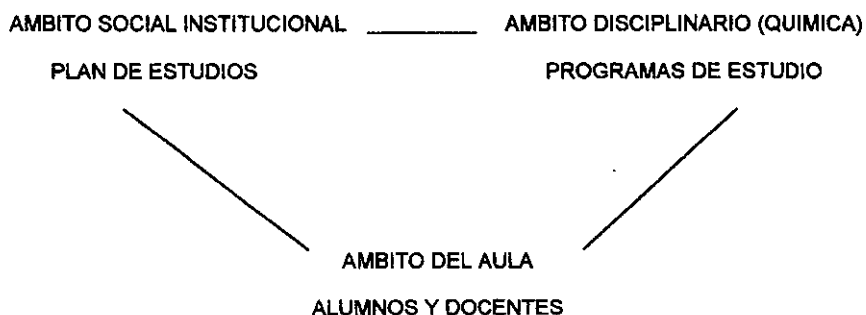 AMBITO SOCIAL INSTITUCIONAL
PLAN DE ESTUDIOS
AMBITO DISCIPLINARIO (QUIMICA)
PROGRAMAS DE ESTUDIO
AMBITO DEL AULA
ALUMNOS Y DOCENTES